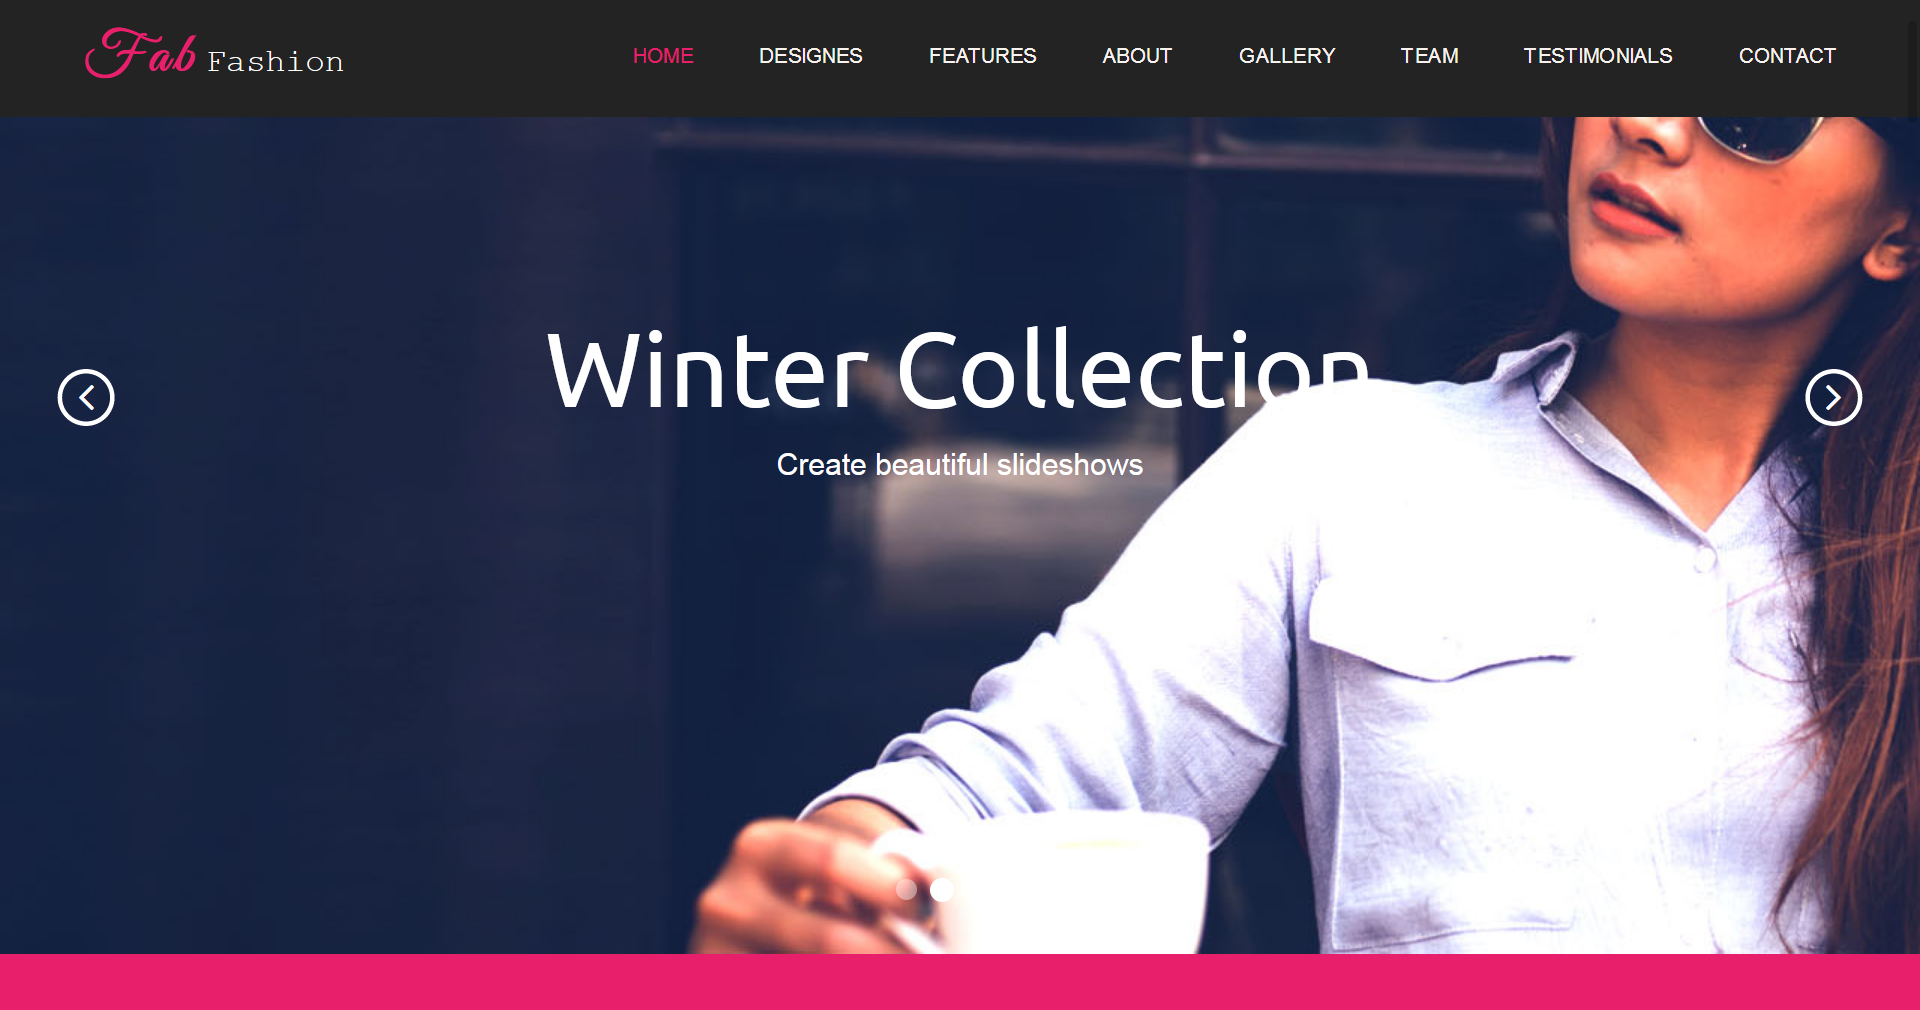 Fab Fashion
HOME DESIGNES FEATURES ABOUT GALLERY TEAM TESTIMONIALS CONTACT
Winter Collection
Create beautiful slideshows